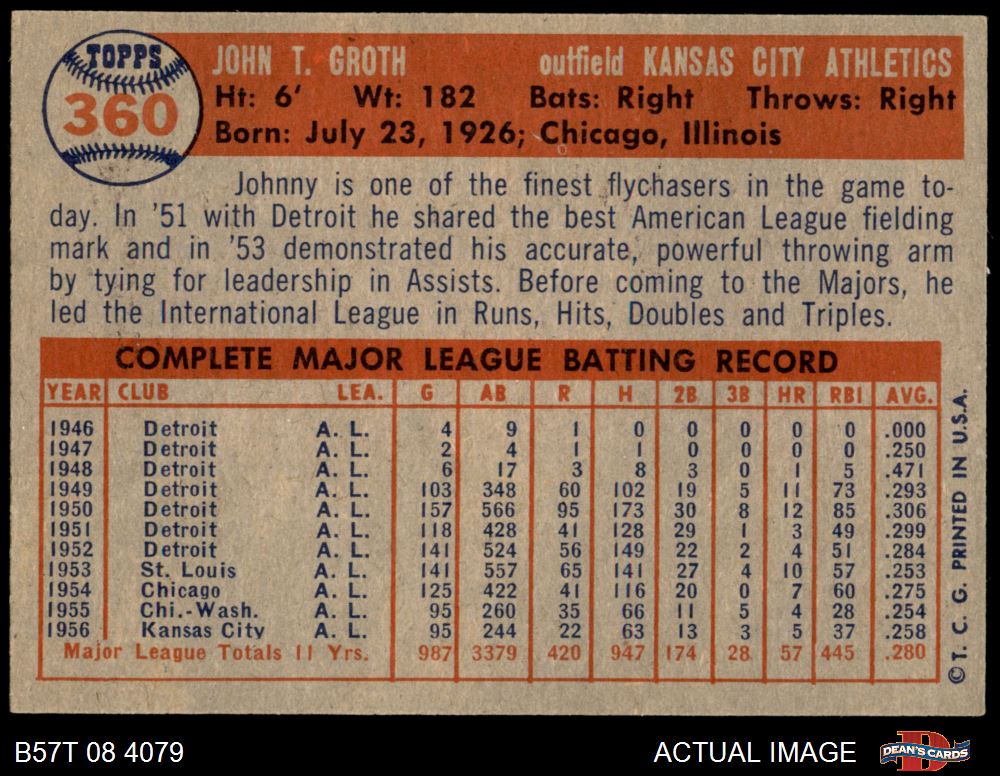 TOPPS
360
JOHN T. GROTH outfield KANSAS CITY ATHLETICS
Ht: 6' Wt: 182 Bats: Right Throws: Right
Born: July 23, 1926; Chicago, Illinois
Johnny is one of the finest flychasers in the game to-
day. In '51 with Detroit he shared the best American League fielding
mark and in '53 demonstrated his accurate, powerful throwing arm
by tying for leadership in Assists. Before coming to the Majors, he
led the International League in Runs, Hits, Doubles and Triples.
COMPLETE MAJOR LEAGUE BATTING RECORD
YEAR CLUB LEA. G AB R H 2B 3B HR RBI AVG.
1946 Detroit A. L. 4 9 1 0 0 0 0 0 .000
1947 Detroit A. L. 2 4 1 1 0 0 0 0 .250
1948 Detroit A. L. 6 17 3 8 3 0 1 5 .471
1949 Detroit A. L. 103 348 60 102 19 5 11 73 .293
1950 Detroit A. L. 157 566 95 173 30 8 12 85 .306
1951 Detroit A. L. 118 428 41 128 29 1 3 49 .299
1952 Detroit A. L. 141 524 56 149 22 2 4 51 .284
1953 St. Louis A. L. 141 557 65 141 27 4 10 57 .253
1954 Chicago A. L. 125 422 41 116 20 0 7 60 .275
1955 Chi.-Wash. A. L. 95 260 35 66 11 5 4 28 .254
1956 Kansas City A. L. 95 244 22 63 13 3 5 37 .258
Major League Totals 11 Yrs. 987 3379 420 947 174 28 57 445 .280
© T. C. G. PRINTED IN U.S.A.
B57T 08 4079 ACTUAL IMAGE DEAN'S CARDS